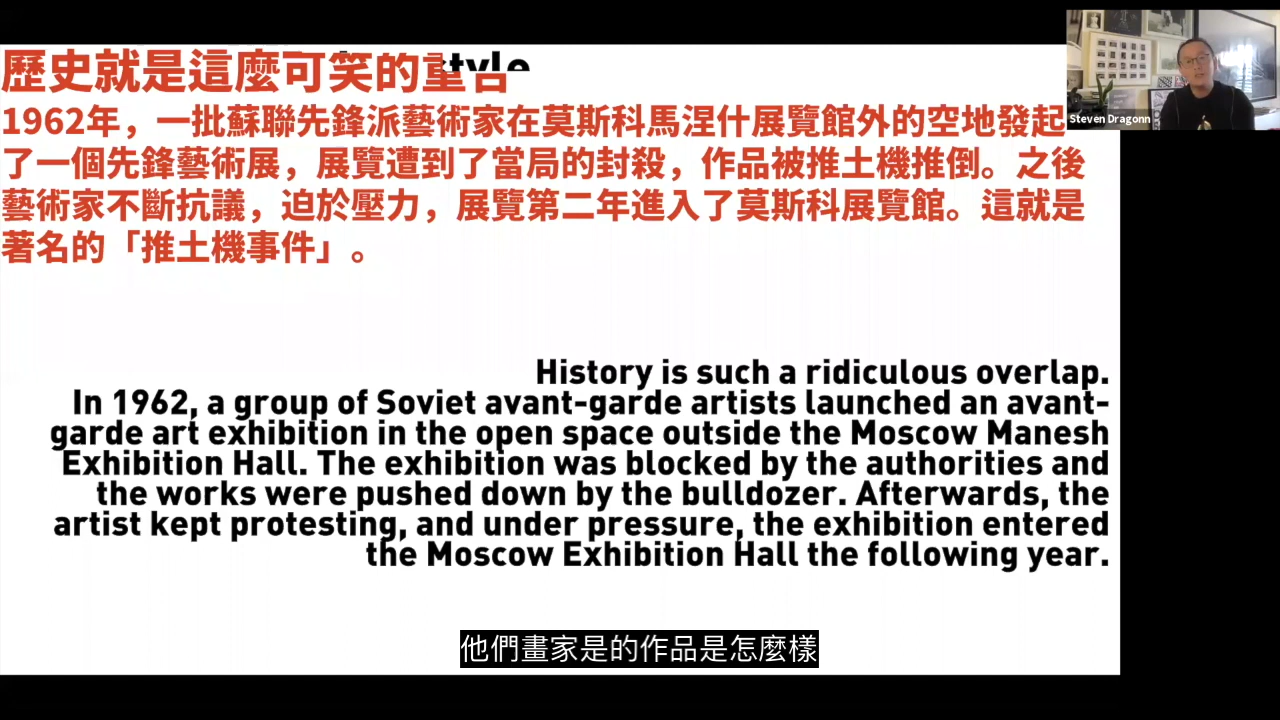 歷史就是這麼可笑的重合
style
1962年，一批蘇聯先鋒派藝術家在莫斯科馬涅什展覽館外的空地發起
了一個先鋒藝術展，展覽遭到了當局的封殺，作品被推土機推倒。之後
藝術家不斷抗議，迫於壓力，展覽第二年進入了莫斯科展覽館。這就是
著名的「推土機事件」。
Steven Dragonn
History is such a ridiculous overlap.
In 1962, a group of Soviet avant-garde artists launched an avant-
garde art exhibition in the open space outside the Moscow Manesh
Exhibition Hall. The exhibition was blocked by the authorities and
the works were pushed down by the bulldozer. Afterwards, the
artist kept protesting, and under pressure, the exhibition entered
the Moscow Exhibition Hall the following year.
他們畫家是的作品是怎麼樣